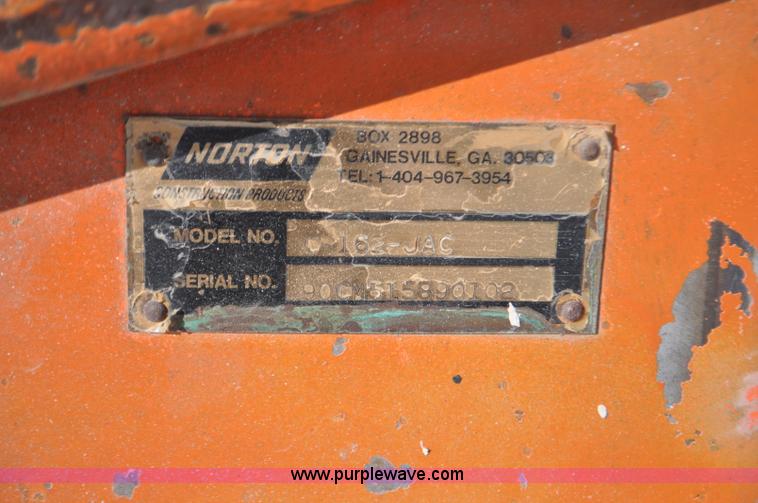 NORTON
CONSTRUCTION PRODUCTS
BOX 2898
GAINESVILLE, GA. 30503
TEL: 1-404-967-3954
MODEL NO. 162-JAC
SERIAL NO.
www.purplewave.com